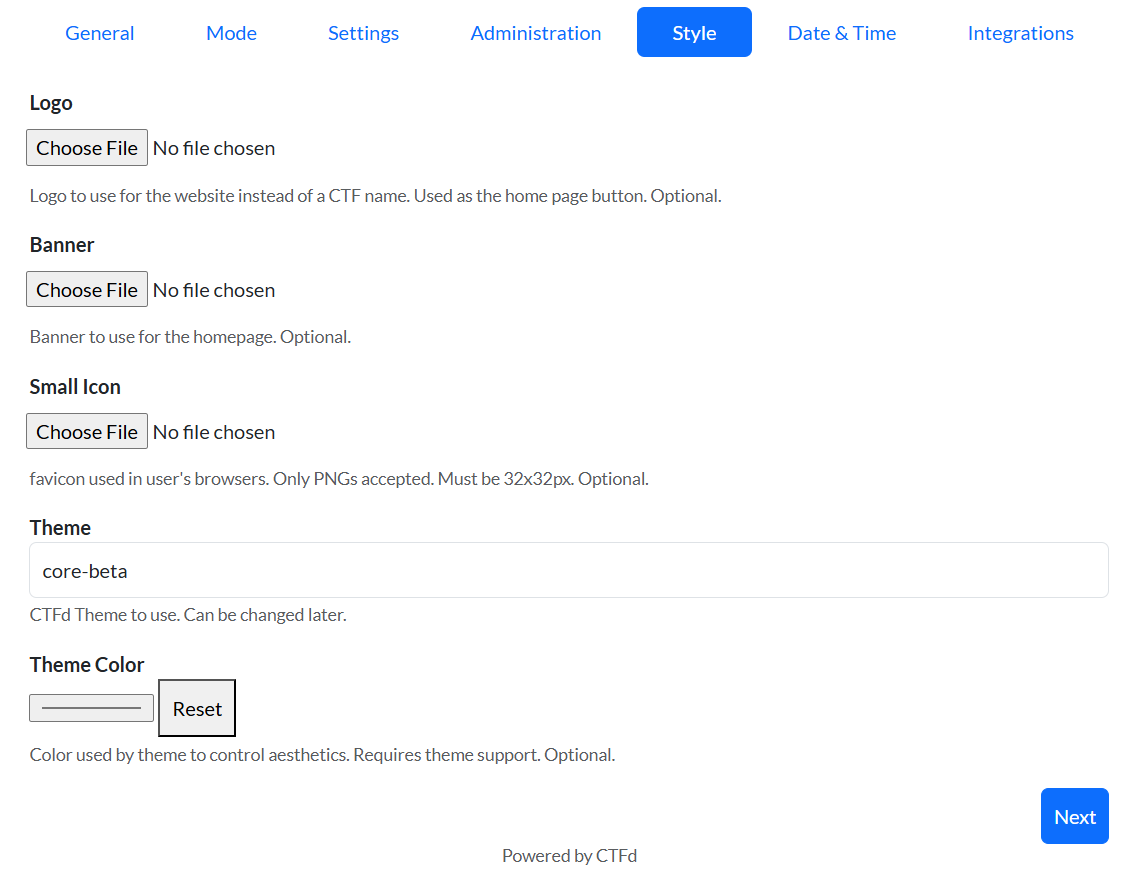 General Mode Settings Administration Style Date & Time Integrations
Logo
Choose File No file chosen
Logo to use for the website instead of a CTF name. Used as the home page button. Optional.
Banner
Choose File No file chosen
Banner to use for the homepage. Optional.
Small Icon
Choose File No file chosen
favicon used in user's browsers. Only PNGs accepted. Must be 32x32px. Optional.
Theme
core-beta
CTFd Theme to use. Can be changed later.
Theme Color
Reset
Color used by theme to control aesthetics. Requires theme support. Optional.
Next
Powered by CTFd